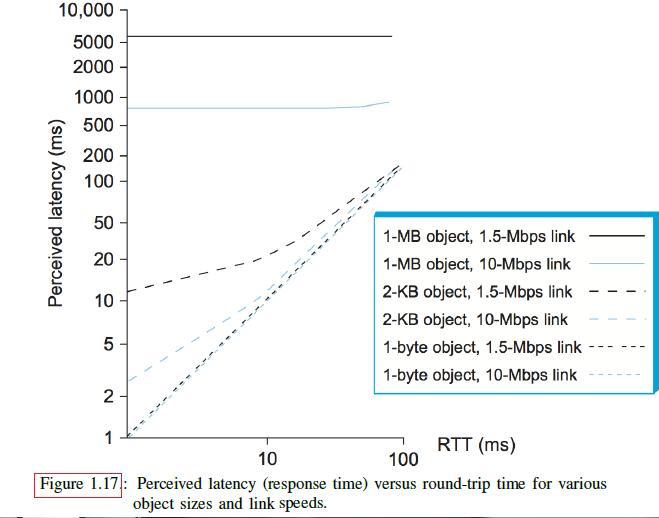 10,000
5000
2000
1000
500
200
100
50
20
10
5
2
1
Perceived latency (ms)
1-MB object, 1.5-Mbps link
1-MB object, 10-Mbps link
2-KB object, 1.5-Mbps link
2-KB object, 10-Mbps link
1-byte object, 1.5-Mbps link
1-byte object, 10-Mbps link
10
100
RTT (ms)
Figure 1.17: Perceived latency (response time) versus round-trip time for various
object sizes and link speeds.